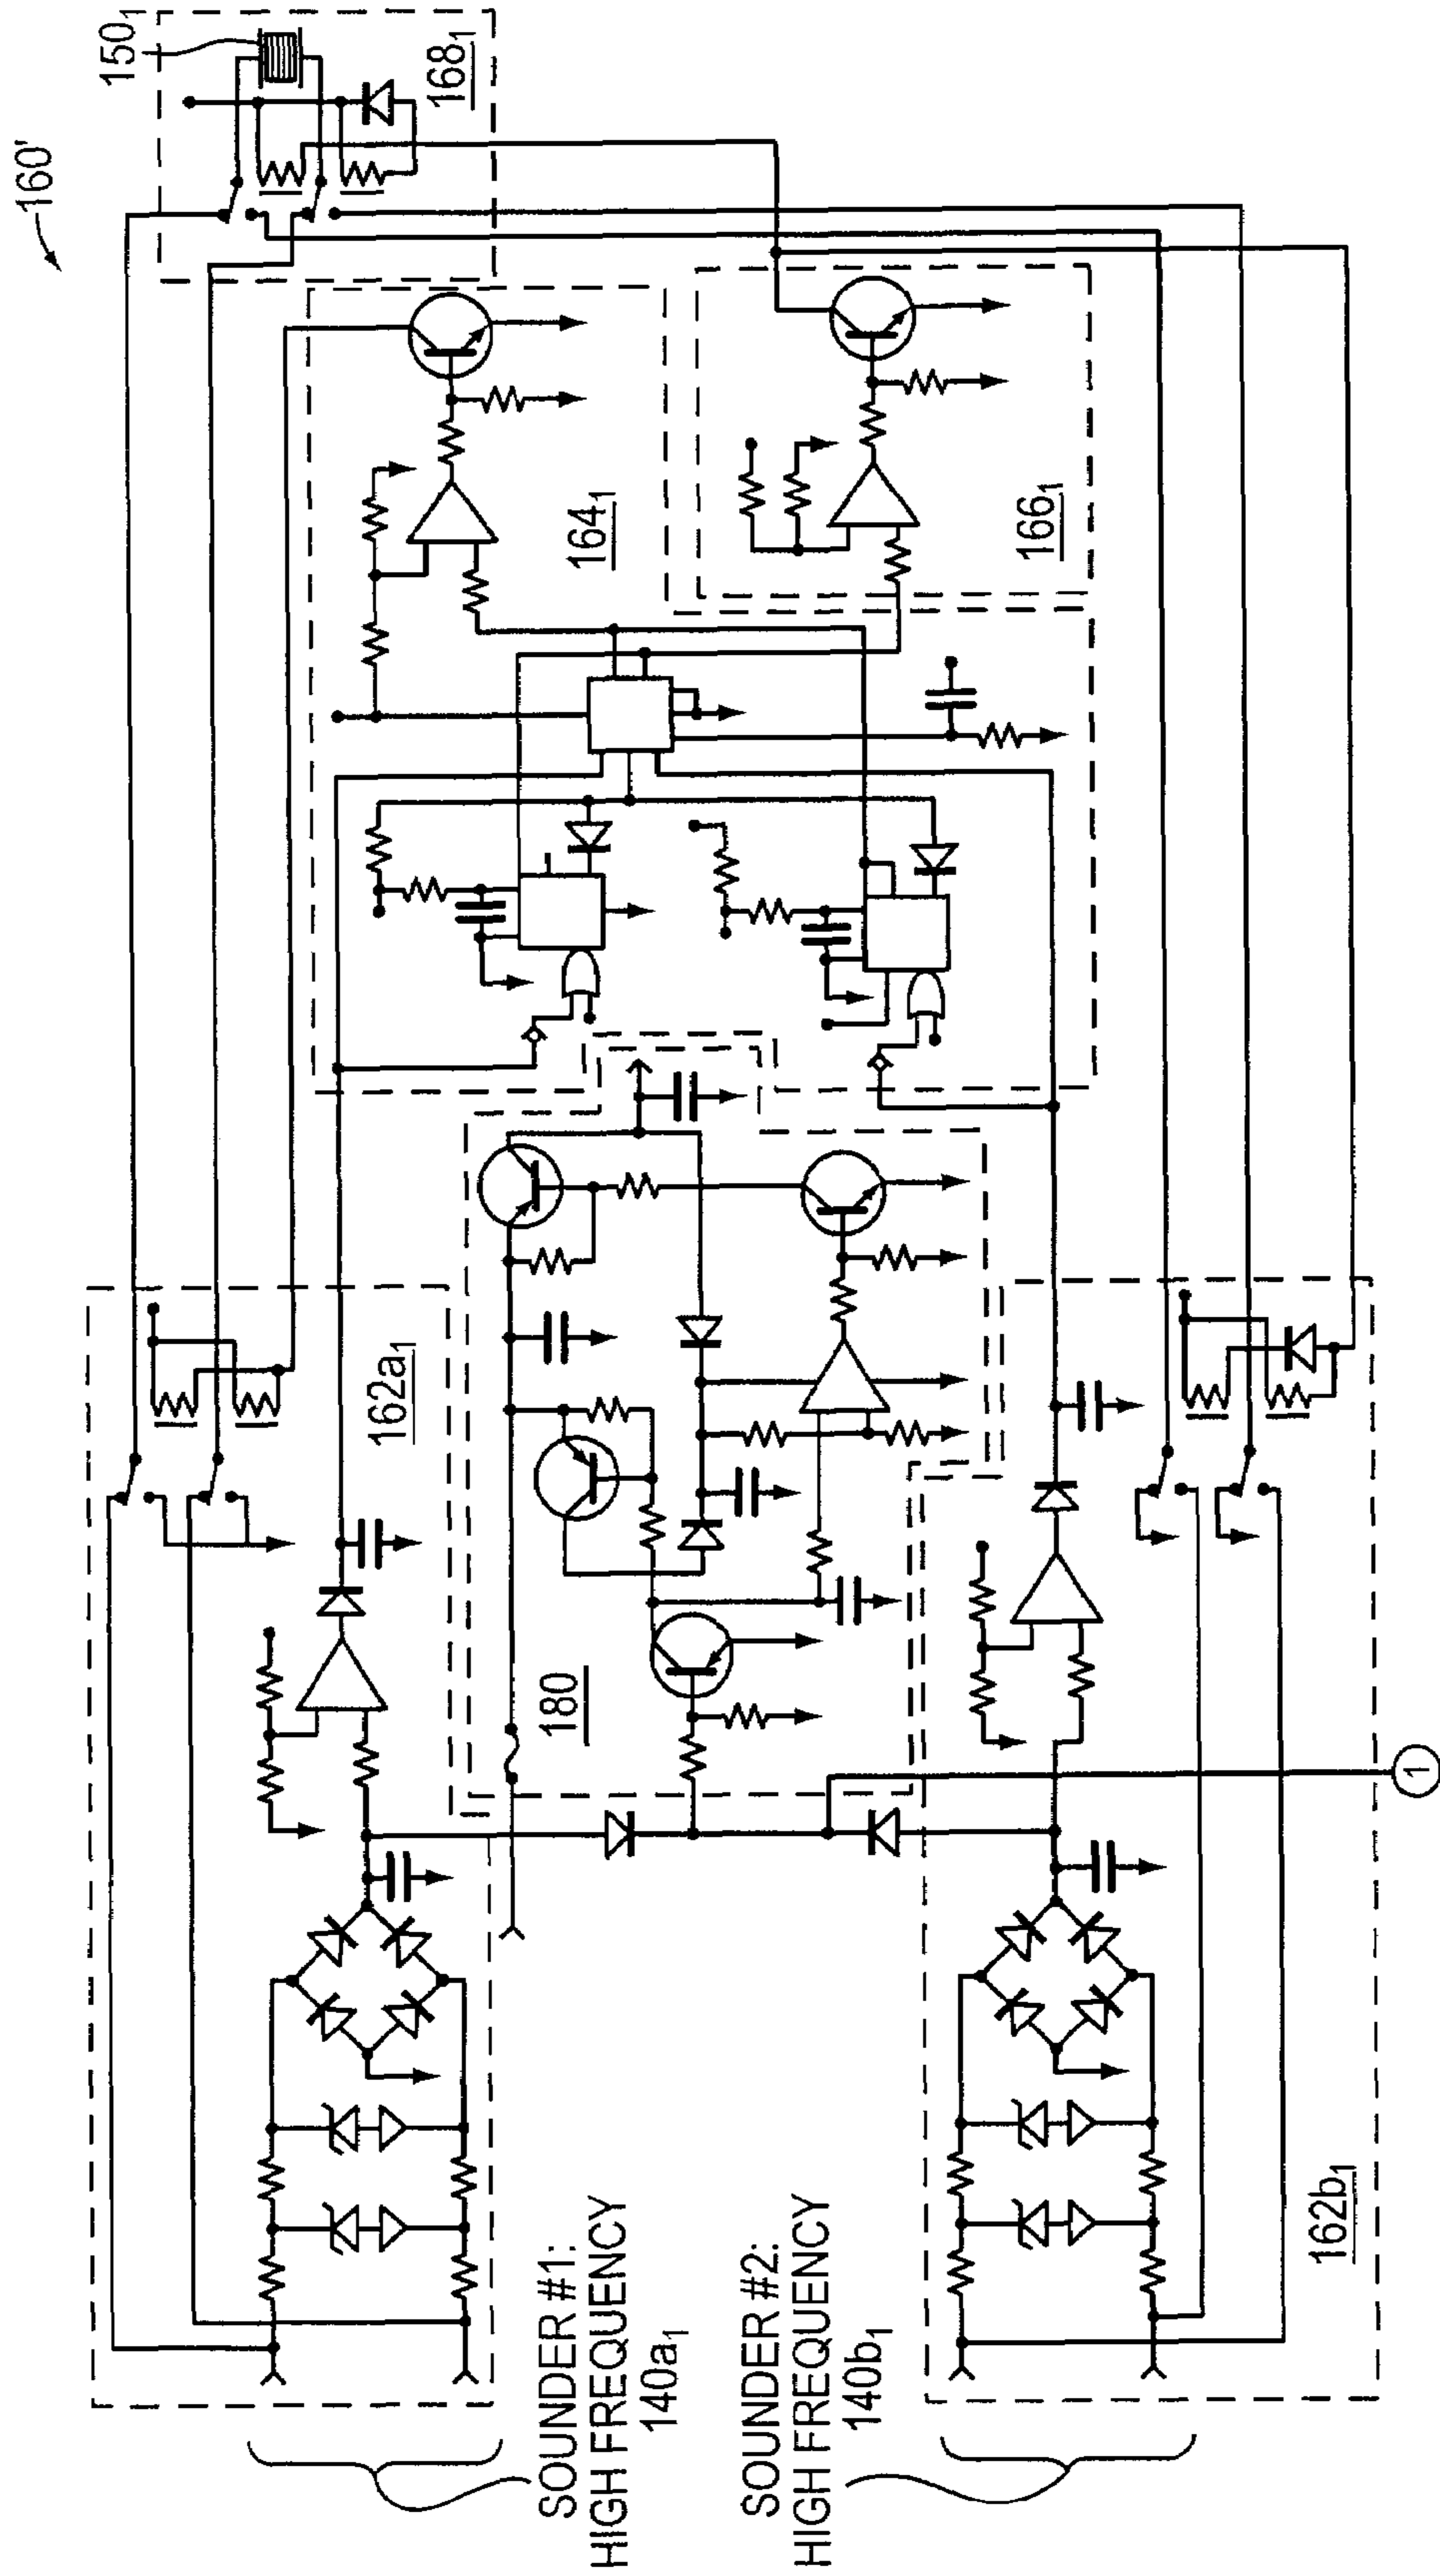 160'
150₁
168₁
164₁
166₁
162a₁
180
SOUNDER #1:
HIGH FREQUENCY
140a₁
SOUNDER #2:
HIGH FREQUENCY
140b₁
162b₁
1